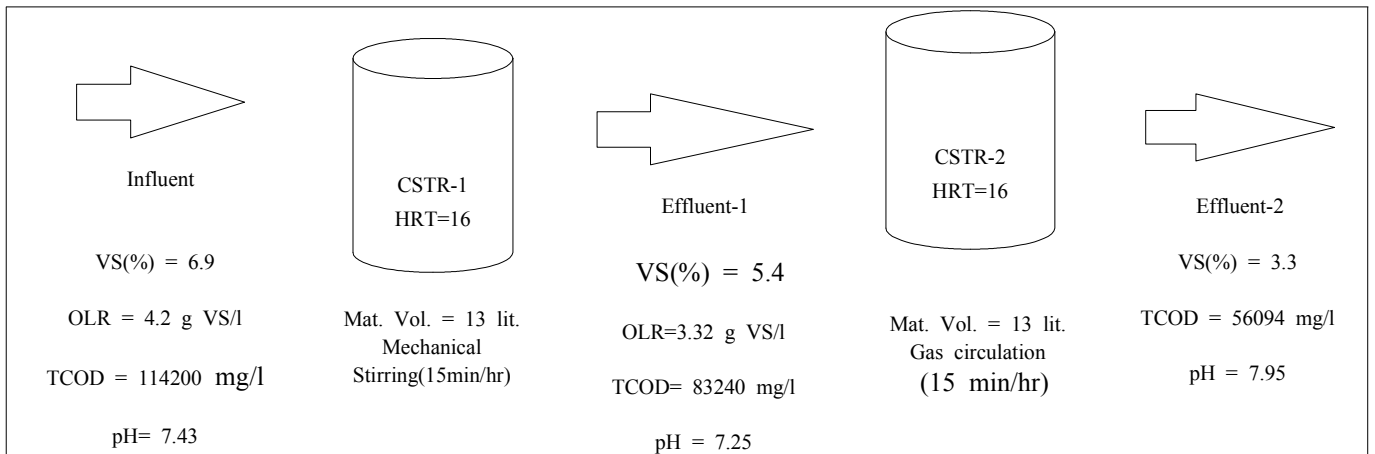 Influent
VS(%) = 6.9
OLR = 4.2 g VS/l
TCOD = 114200 mg/l
pH= 7.43
CSTR-1
HRT=16
Mat. Vol. = 13 lit.
Mechanical
Stirring(15min/hr)
Effluent-1
VS(%) = 5.4
OLR=3.32 g VS/l
TCOD= 83240 mg/l
pH = 7.25
CSTR-2
HRT=16
Mat. Vol. = 13 lit.
Gas circulation
(15 min/hr)
Effluent-2
VS(%) = 3.3
TCOD = 56094 mg/l
pH = 7.95